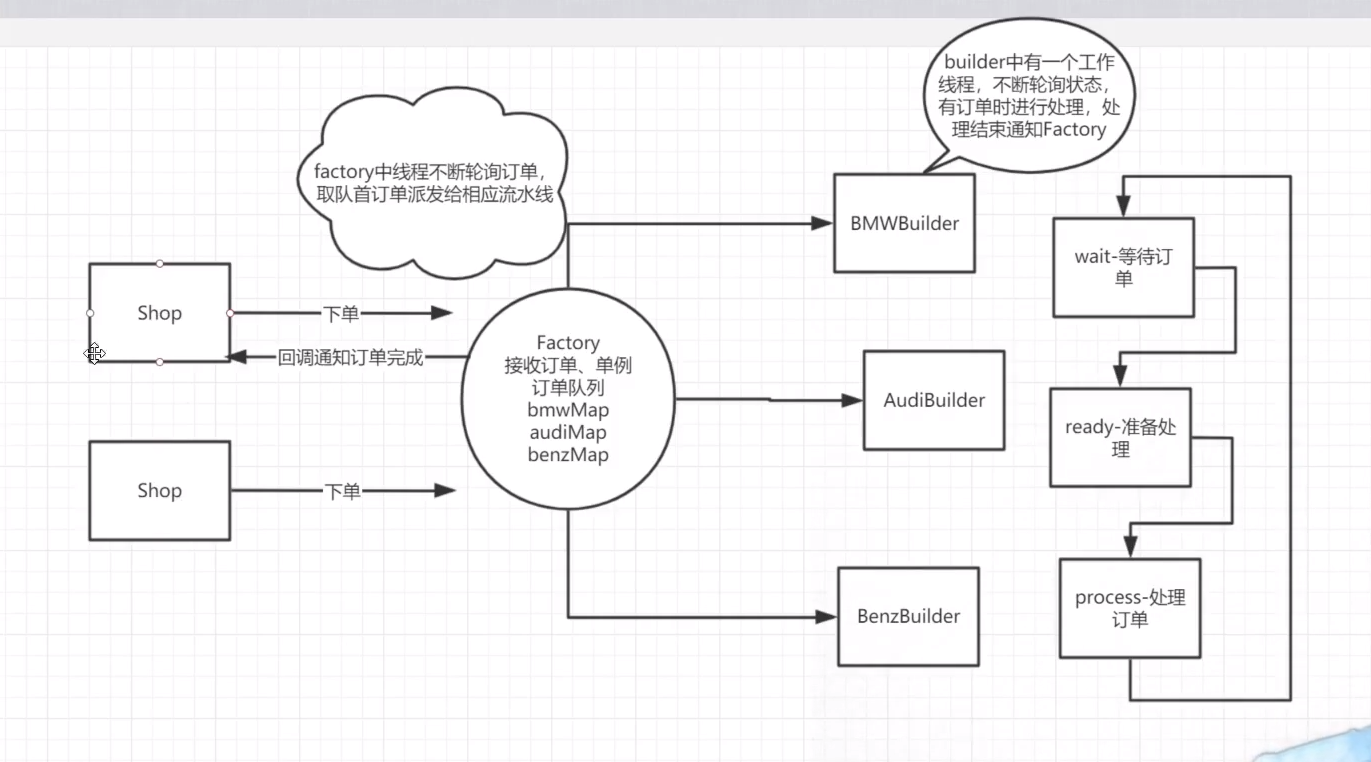 builder中有一个工作
线程，不断轮询状态，
有订单时进行处理，处
理结束通知Factory
factory中线程不断轮询订单，
取队首订单派发给相应流水线
BMWBuilder
wait-等待订
单
Shop
下单
回调通知订单完成
Factory
接收订单、单例
订单队列
bmwMap
audiMap
benzMap
AudiBuilder
ready-准备处
理
Shop
下单
BenzBuilder
process-处理
订单